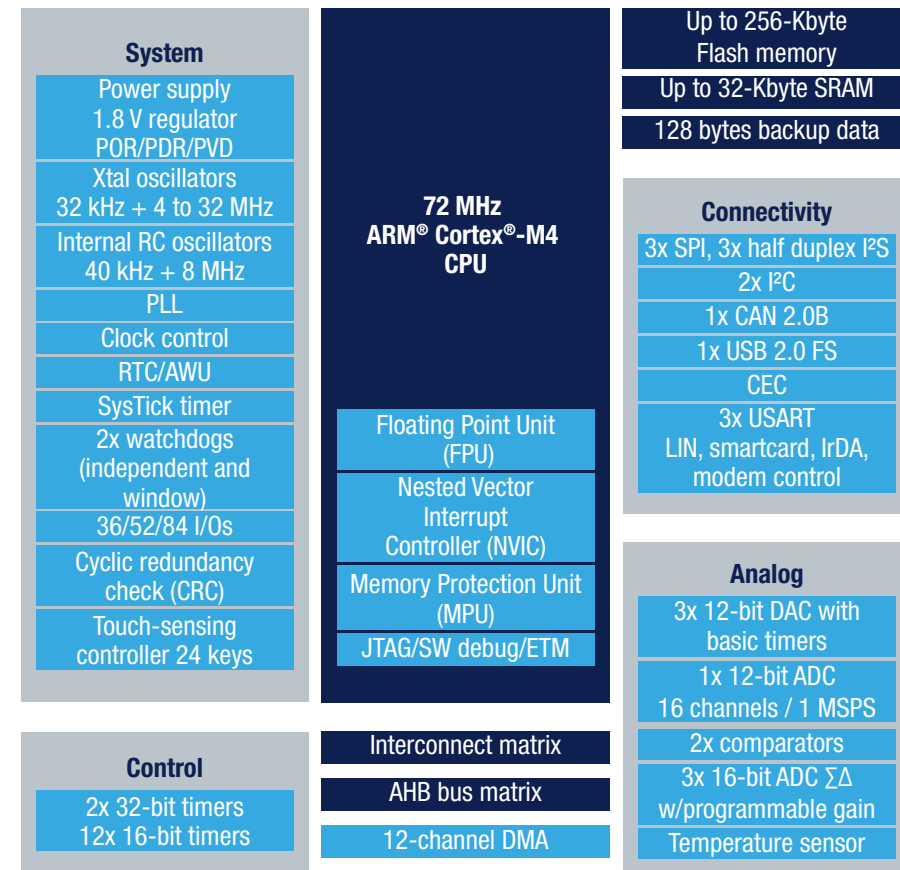 System
Power supply
1.8 V regulator
POR/PDR/PVD
Xtal oscillators
32 kHz + 4 to 32 MHz
Internal RC oscillators
40 kHz + 8 MHz
PLL
Clock control
RTC/AWU
SysTick timer
2x watchdogs
(independent and
window)
36/52/84 I/Os
Cyclic redundancy
check (CRC)
Touch-sensing
controller 24 keys
Control
2x 32-bit timers
12x 16-bit timers
72 MHz
ARM® Cortex®-M4
CPU
Floating Point Unit
(FPU)
Nested Vector
Interrupt
Controller (NVIC)
Memory Protection Unit
(MPU)
JTAG/SW debug/ETM
Interconnect matrix
AHB bus matrix
12-channel DMA
Up to 256-Kbyte
Flash memory
Up to 32-Kbyte SRAM
128 bytes backup data
Connectivity
3x SPI, 3x half duplex I²S
2x I²C
1x CAN 2.0B
1x USB 2.0 FS
CEC
3x USART
LIN, smartcard, IrDA,
modem control
Analog
3x 12-bit DAC with
basic timers
1x 12-bit ADC
16 channels / 1 MSPS
2x comparators
3x 16-bit ADC ∑∆
w/programmable gain
Temperature sensor